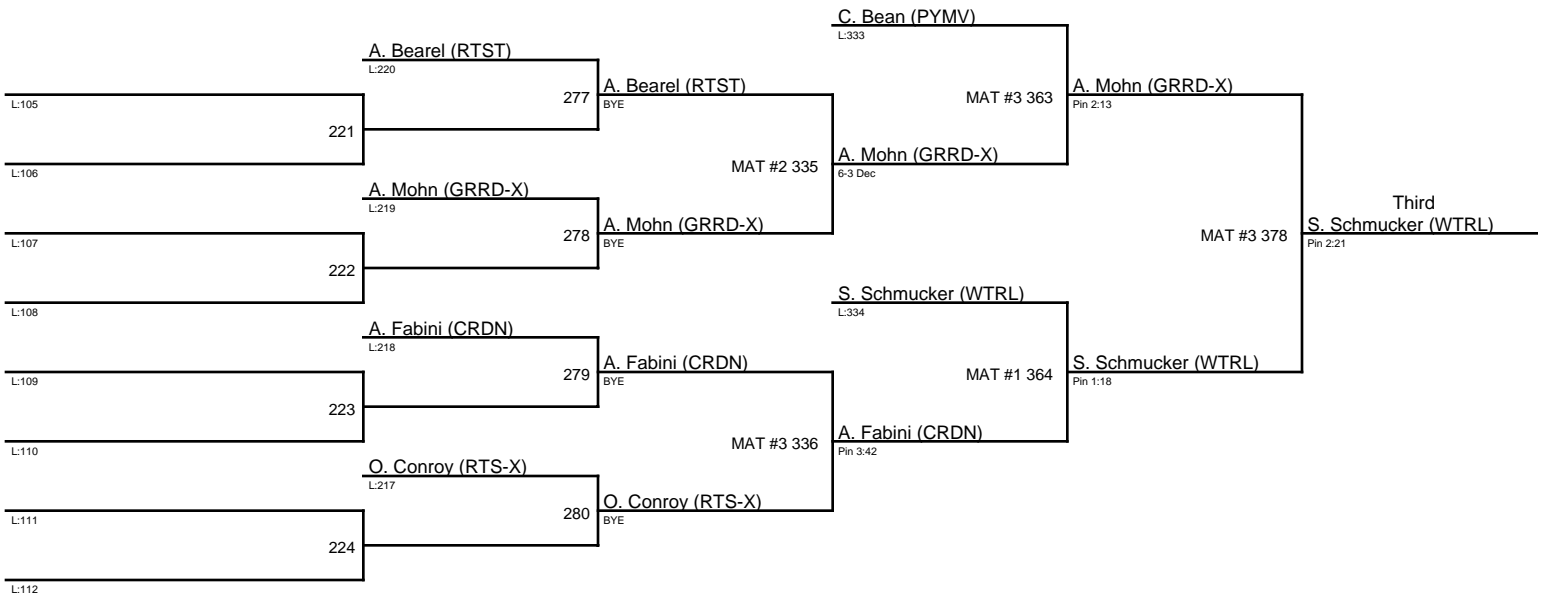 C. Bean (PYMV)
L:333
A. Bearel (RTST)
L:220
277
A. Bearel (RTST)
BYE
MAT #3 363
A. Mohn (GRRD-X)
Pin 2:13
L:105
221
L:106
MAT #2 335
A. Mohn (GRRD-X)
6-3 Dec
A. Mohn (GRRD-X)
L:219
278
A. Mohn (GRRD-X)
BYE
L:107
222
L:108
MAT #3 378
Third
S. Schmucker (WTRL)
Pin 2:21
S. Schmucker (WTRL)
L:334
A. Fabini (CRDN)
L:218
279
A. Fabini (CRDN)
BYE
MAT #1 364
S. Schmucker (WTRL)
Pin 1:18
L:109
223
L:110
MAT #3 336
A. Fabini (CRDN)
Pin 3:42
O. Conroy (RTS-X)
L:217
280
O. Conroy (RTS-X)
BYE
L:111
224
L:112